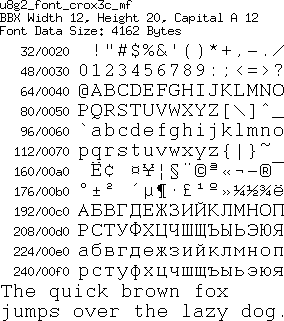 u8g2_font_crox3c_mf
BBX Width 12, Height 20, Capital A 12
Font Data Size: 4162 Bytes
32/0020 !"#$%&'()*+,-./
48/0030 0123456789:;<=>?
64/0040 @ABCDEFGHIJKLMNO
80/0050 PQRSTUVWXYZ[\]^_
96/0060 `abcdefghijklmno
112/0070 pqrstuvwxyz{|}~_
160/00a0 Ё¢ ¤¥¦§¨©ª«¬-®
176/00b0 °±² ´µ¶·£¹º»¼½¾ё
192/00c0 АБВГДЕЖЗИЙКЛМНОП
208/00d0 РСТУФХЦЧШЩЪЫЬЭЮЯ
224/00e0 абвгдежзийклмноп
240/00f0 рстуфхцчшщъыьэюя
The quick brown fox
jumps over the lazy dog.